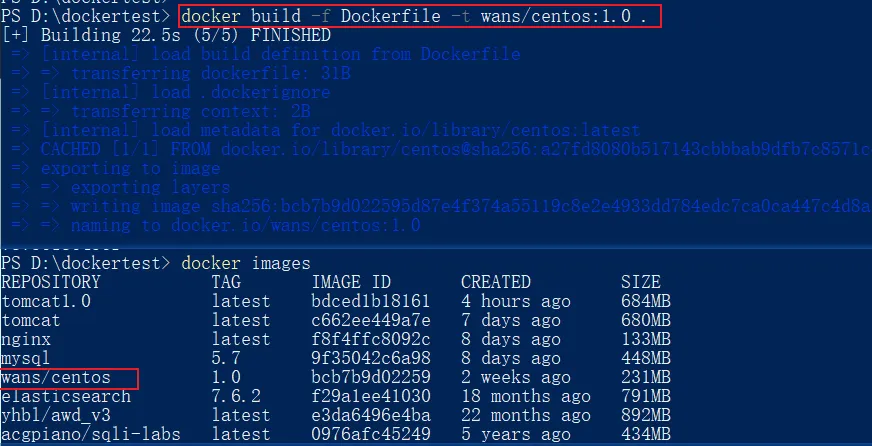 PS D:\dockertest> docker build -f Dockerfile -t wans/centos:1.0 .
[+] Building 22.5s (5/5) FINISHED
=> [internal] load build definition from Dockerfile
=> => transferring dockerfile: 31B
=> [internal] load .dockerignore
=> => transferring context: 2B
=> [internal] load metadata for docker.io/library/centos:latest
=> CACHED [1/1] FROM docker.io/library/centos@sha256:a27fd8080b517143cbbbab9dfb7c8571c
=> exporting to image
=> => exporting layers
=> => writing image sha256:bcb7b9d022595d87e4f374a55119c8e2e4933dd784edc7ca0ca447c4d8a
=> => naming to docker.io/wans/centos:1.0
PS D:\dockertest> docker images
REPOSITORY TAG IMAGE ID CREATED SIZE
tomcat1.0 latest bdced1b18161 4 hours ago 684MB
tomcat latest c662ee449a7e 7 days ago 680MB
nginx latest f8f4ffc8092c 8 days ago 133MB
mysql 5.7 9f35042c6a98 8 days ago 448MB
wans/centos 1.0 bcb7b9d02259 2 weeks ago 231MB
elasticsearch 7.6.2 f29a1ee41030 18 months ago 791MB
yhbl/awd_v3 latest e3da6496e4ba 22 months ago 892MB
acgpiano/sqli-labs latest 0976afc45249 5 years ago 434MB